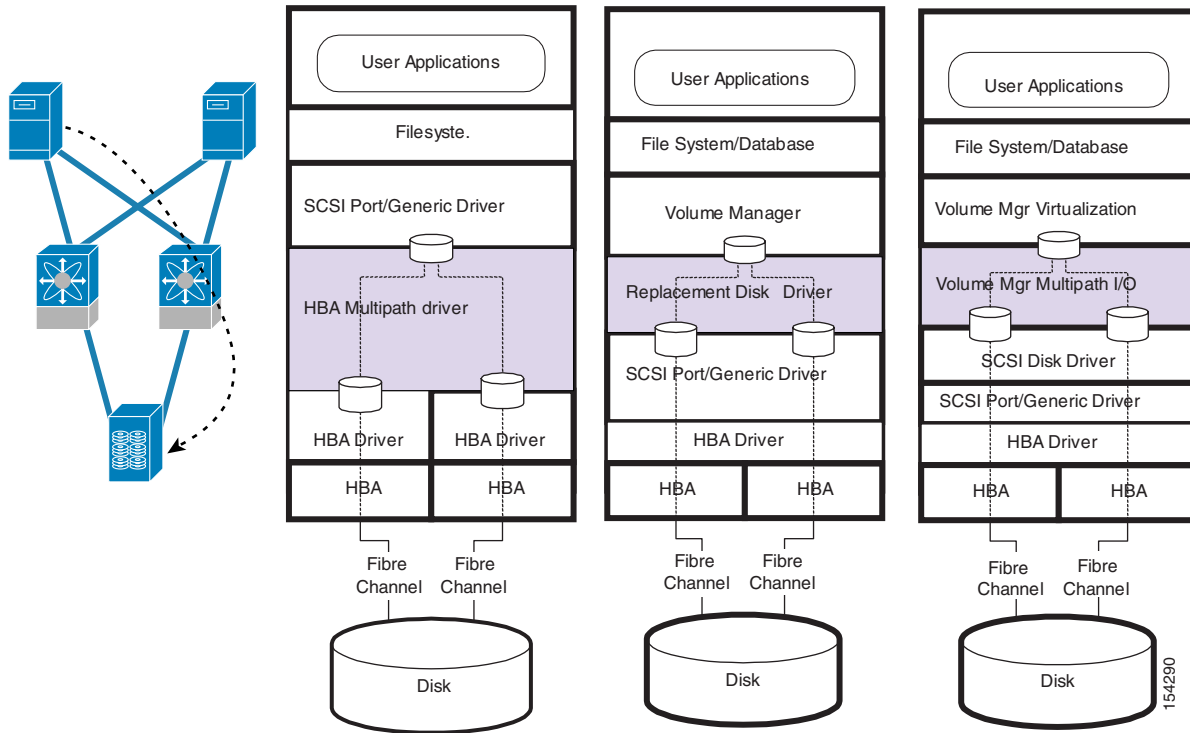 User Applications
Filesyste.
SCSI Port/Generic Driver
HBA Multipath driver
HBA Driver
HBA Driver
HBA
HBA
Fibre
Channel
Fibre
Channel
Disk
User Applications
File System/Database
Volume Manager
Replacement Disk Driver
SCSI Port/Generic Driver
HBA Driver
HBA
HBA
Fibre
Channel
Fibre
Channel
Disk
User Applications
File System/Database
Volume Mgr Virtualization
Volume Mgr Multipath I/O
SCSI Disk Driver
SCSI Port/Generic Driver
HBA Driver
HBA
HBA
Fibre
Channel
Fibre
Channel
Disk
154290